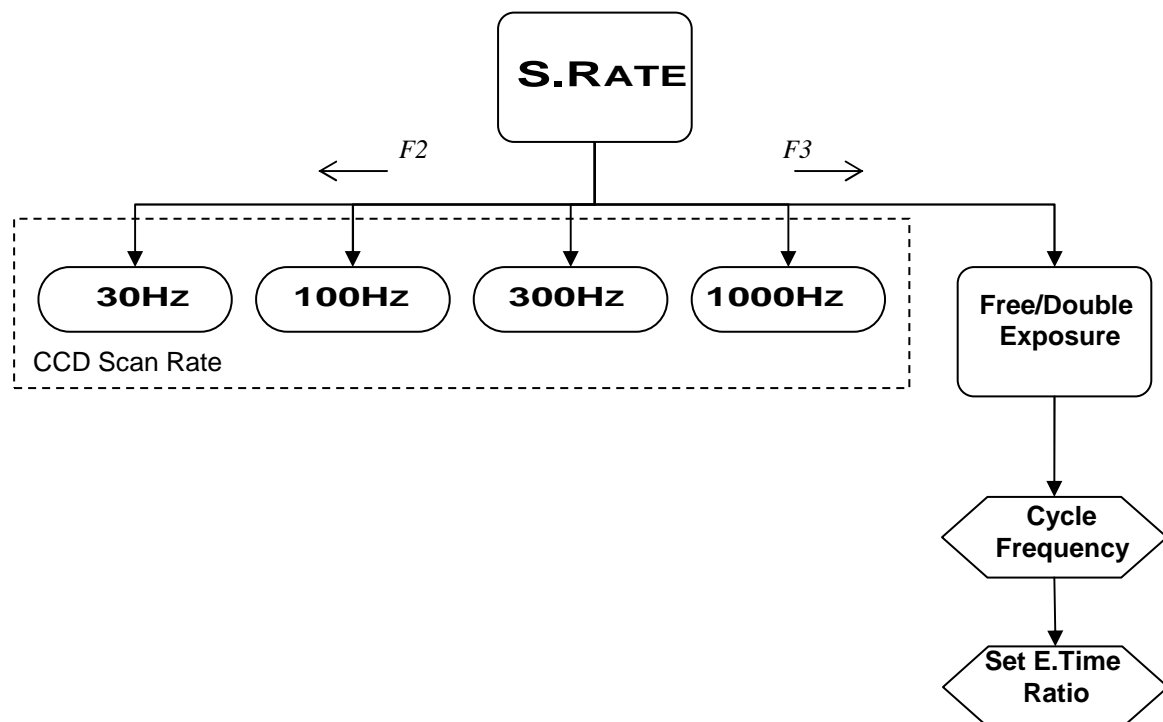 S.RATE
F2
F3
30Hz
100Hz
300Hz
1000Hz
CCD Scan Rate
Free/Double
Exposure
Cycle
Frequency
Set E.Time
Ratio